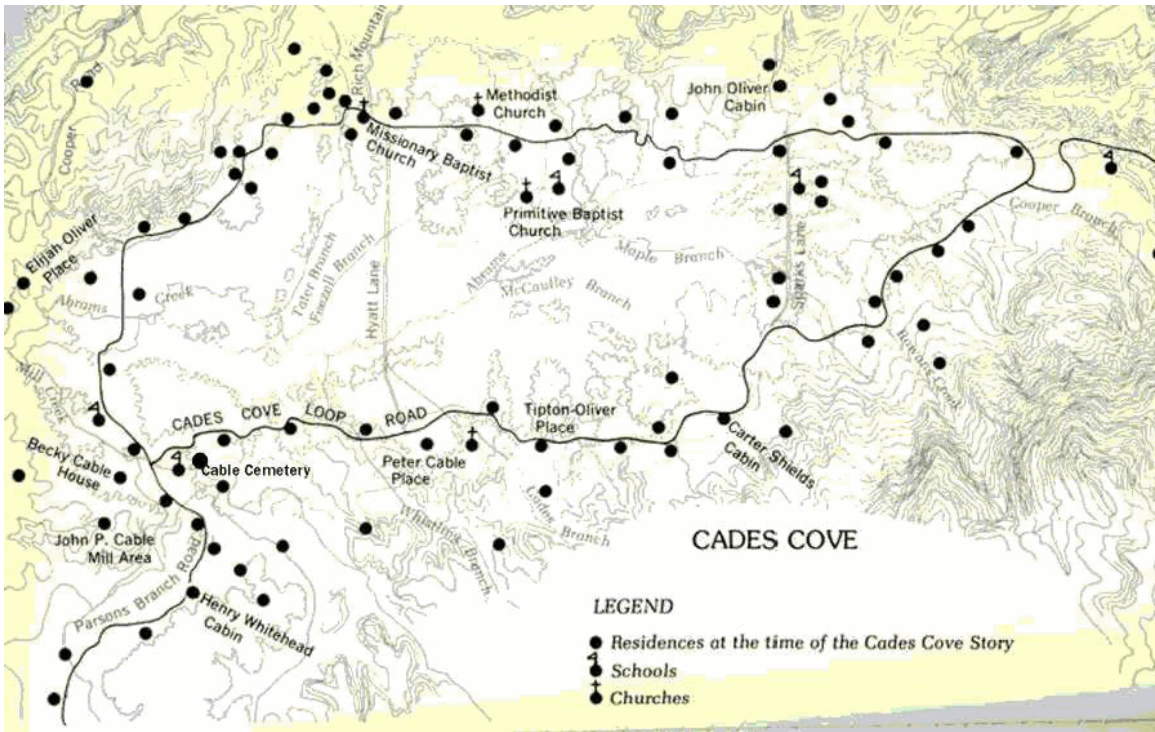 Cooper Road
Rich Mountain
Methodist
Church
John Oliver
Cabin
Missionary Baptist
Church
Primitive Baptist
Church
Cooper Branch
Elijah Oliver
Place
Abrams Creek
Tater Branch
Feezell Branch
Hyatt Lane
Abrams
Maple Branch
McCaulley Branch
Sparks Lane
Mill Creek
CADES COVE LOOP ROAD
Tipton-Oliver
Place
Carter Shields
Cabin
Peter Cable
Place
Becky Cable
House
Cable Cemetery
John P. Cable
Mill Area
Parsons Branch Road
Henry Whitehead
Cabin
Whistling Branch
Branch
CADES COVE
LEGEND
Residences at the time of the Cades Cove Story
Schools
Churches